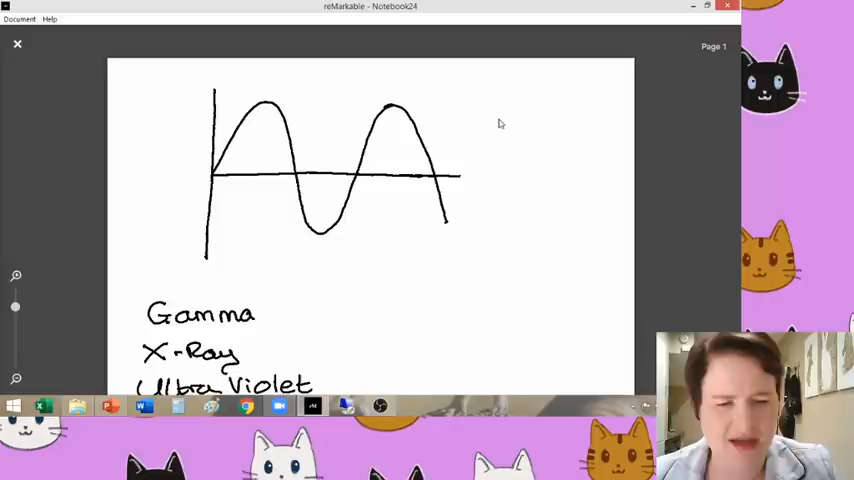 reMarkable - Notebook24
Document Help
Page 1
Gamma
X-Ray
Ultra Violet